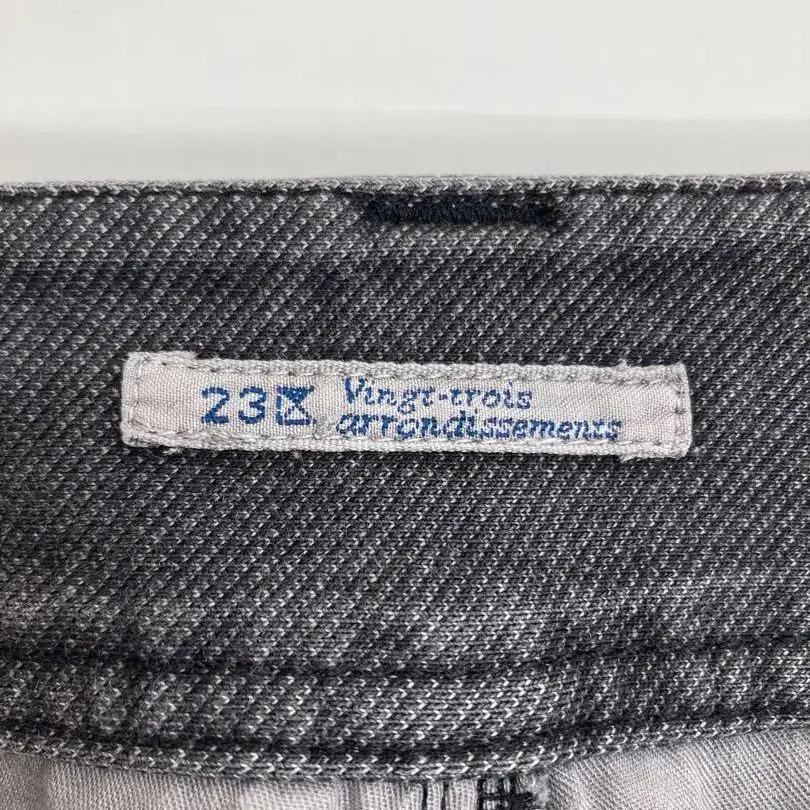 23区 Vingt-trois
arrondissements